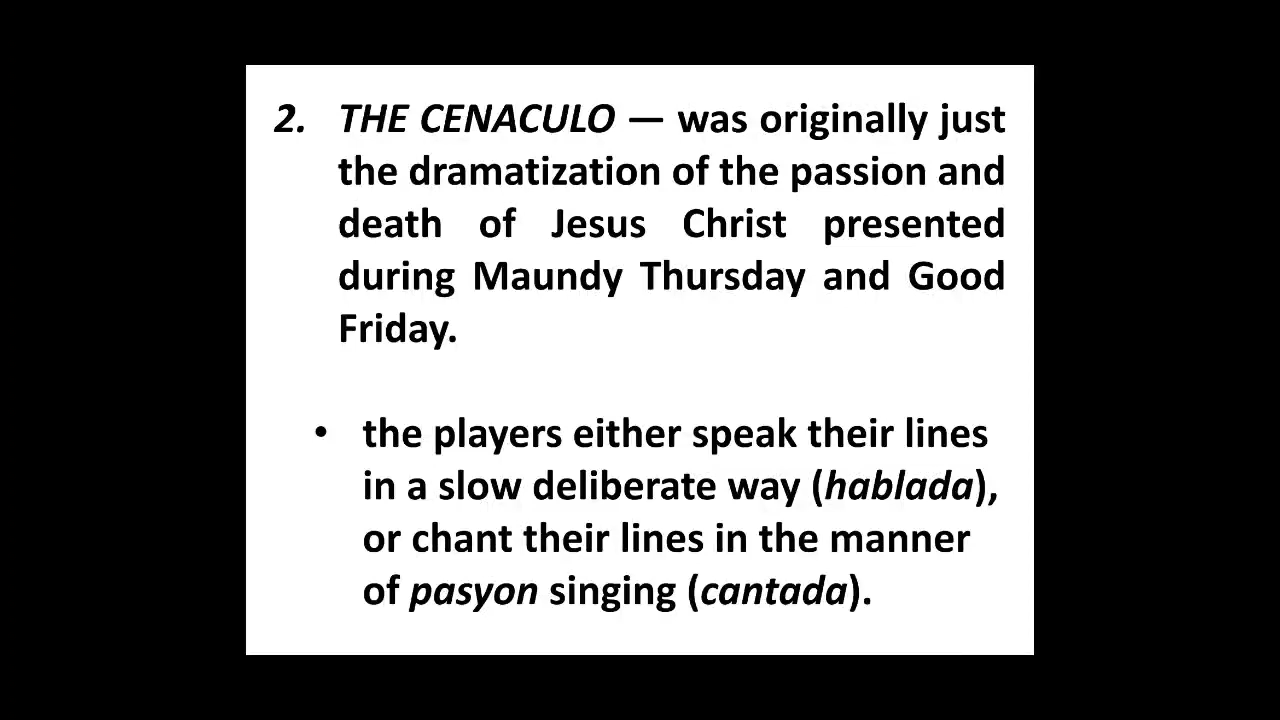 2. THE CENACULO — was originally just
the dramatization of the passion and
death of Jesus Christ presented
during Maundy Thursday and Good
Friday.
• the players either speak their lines
in a slow deliberate way (hablada),
or chant their lines in the manner
of pasyon singing (cantada).